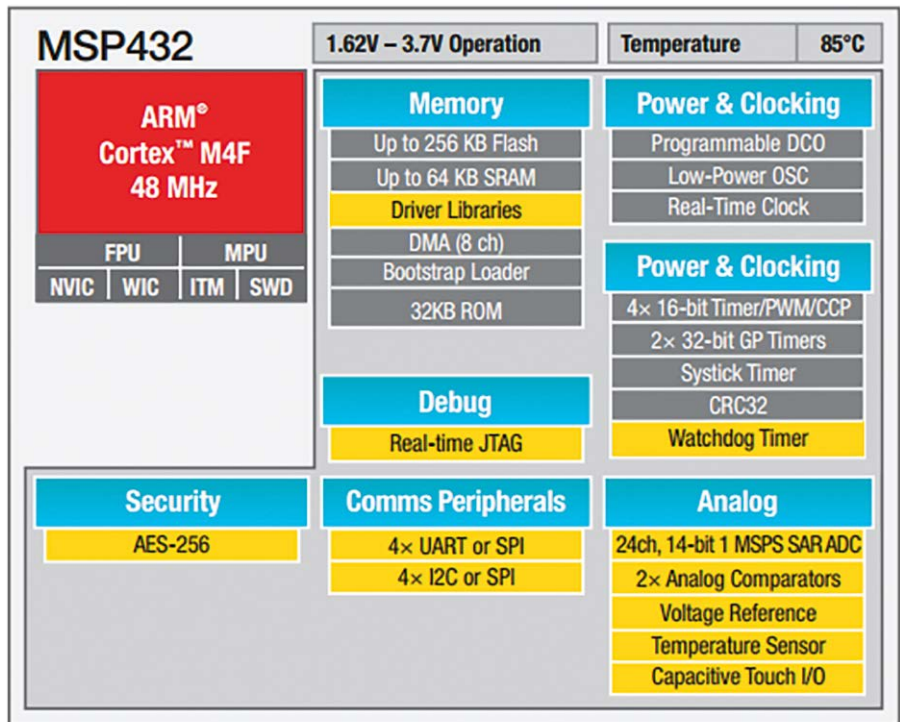 MSP432
1.62V – 3.7V Operation
Temperature 85°C
ARM®
Cortex™ M4F
48 MHz
FPU MPU
NVIC WIC ITM SWD
Memory
Up to 256 KB Flash
Up to 64 KB SRAM
Driver Libraries
DMA (8 ch)
Bootstrap Loader
32KB ROM
Power & Clocking
Programmable DCO
Low-Power OSC
Real-Time Clock
Power & Clocking
4× 16-bit Timer/PWM/CCP
2× 32-bit GP Timers
Systick Timer
CRC32
Watchdog Timer
Debug
Real-time JTAG
Security
AES-256
Comms Peripherals
4× UART or SPI
4× I2C or SPI
Analog
24ch, 14-bit 1 MSPS SAR ADC
2× Analog Comparators
Voltage Reference
Temperature Sensor
Capacitive Touch I/O